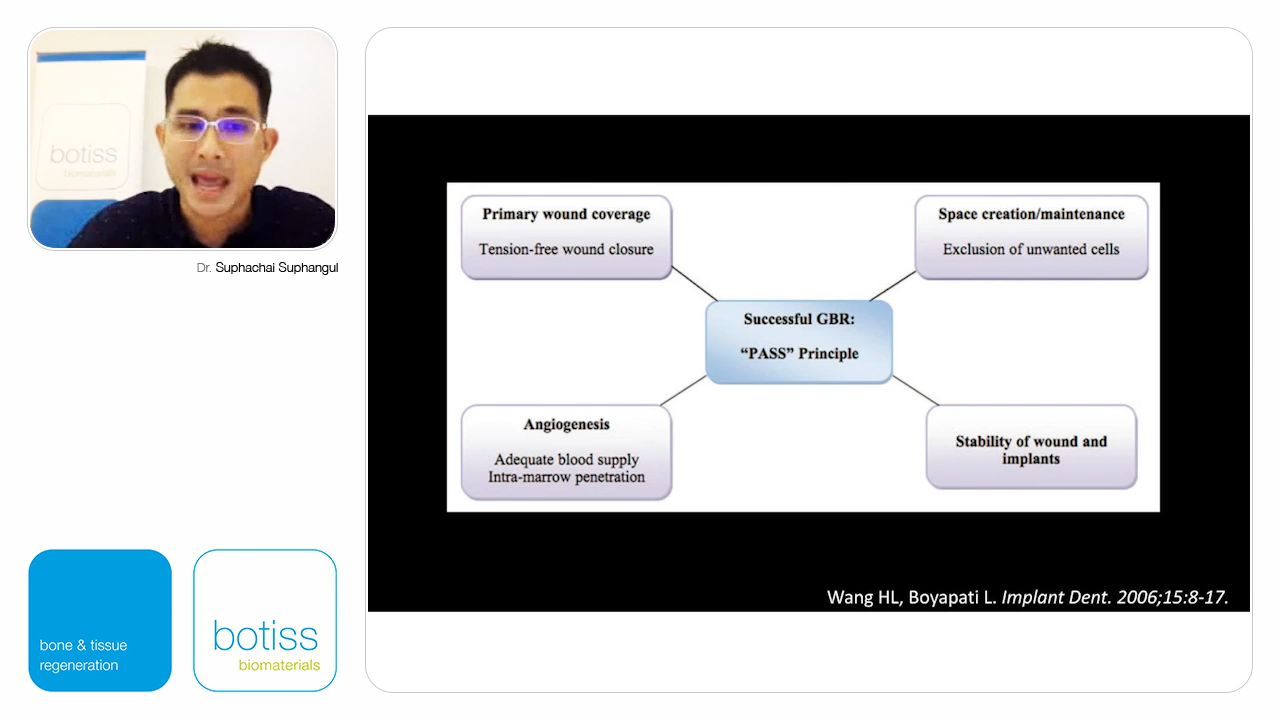 botiss
biomaterials
Dr. Suphachai Suphangul
bone & tissue
regeneration
botiss
biomaterials
Primary wound coverage
Tension-free wound closure
Space creation/maintenance
Exclusion of unwanted cells
Successful GBR:
“PASS” Principle
Angiogenesis
Adequate blood supply
Intra-marrow penetration
Stability of wound and
implants
Wang HL, Boyapati L. Implant Dent. 2006;15:8-17.